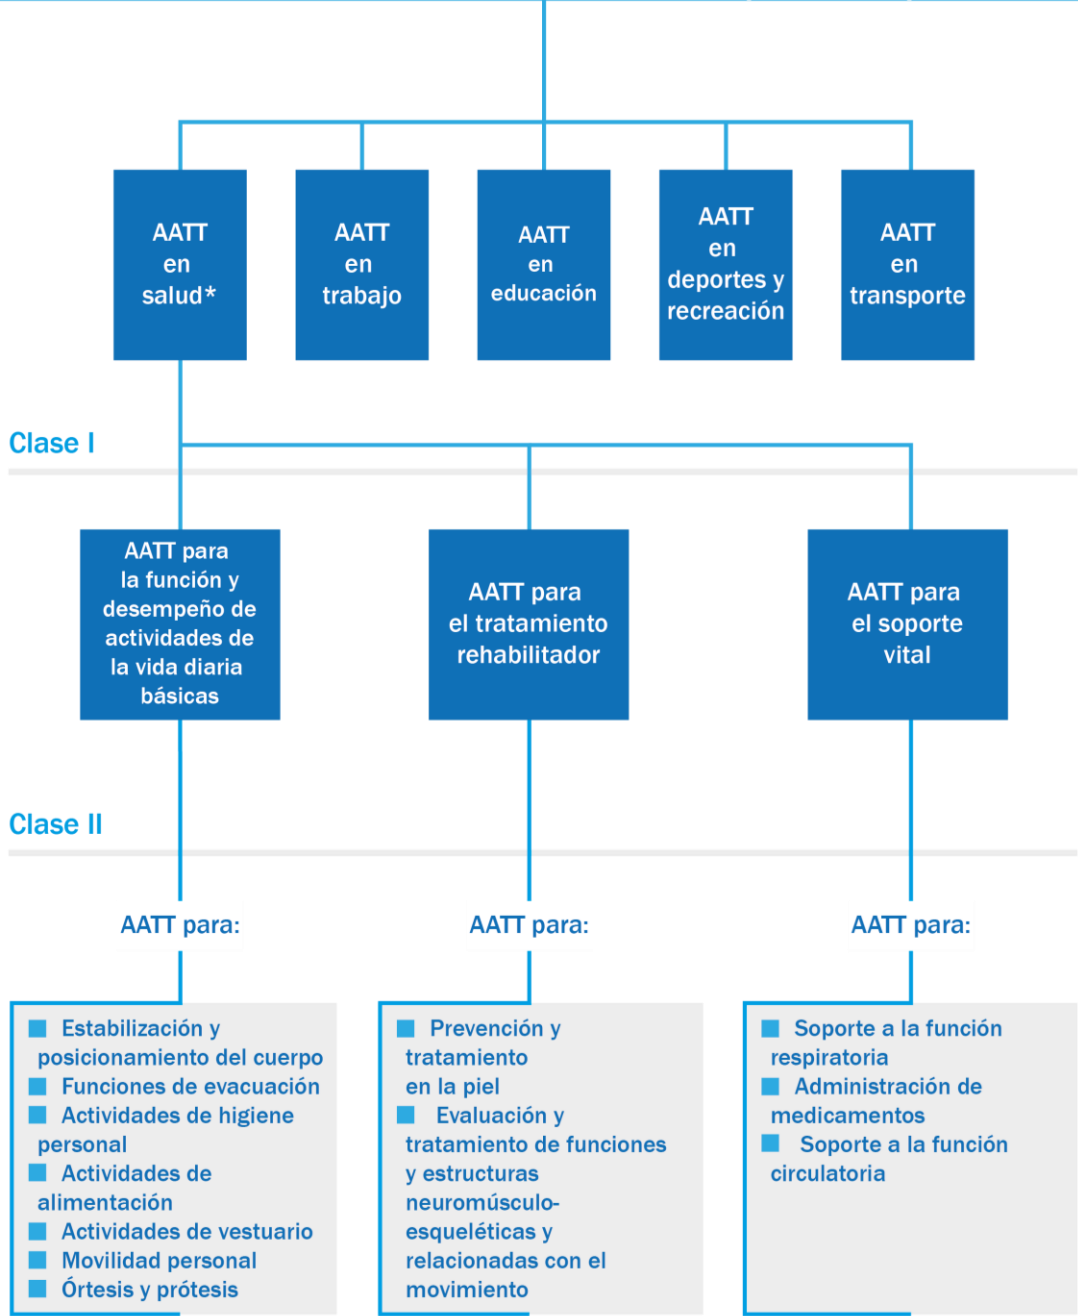 AATT
en
salud*
AATT
en
trabajo
AATT
en
educación
AATT
en
deportes y
recreación
AATT
en
transporte
Clase I
AATT para
la función y
desempeño de
actividades de
la vida diaria
básicas
AATT para
el tratamiento
rehabilitador
AATT para
el soporte
vital
Clase II
AATT para:
Estabilización y
posicionamiento del cuerpo
Funciones de evacuación
Actividades de higiene
personal
Actividades de
alimentación
Actividades de vestuario
Movilidad personal
Órtesis y prótesis
AATT para:
Prevención y
tratamiento
en la piel
Evaluación y
tratamiento de funciones
y estructuras
neuromúsculo-
esqueléticas y
relacionadas con el
movimiento
AATT para:
Soporte a la función
respiratoria
Administración de
medicamentos
Soporte a la función
circulatoria